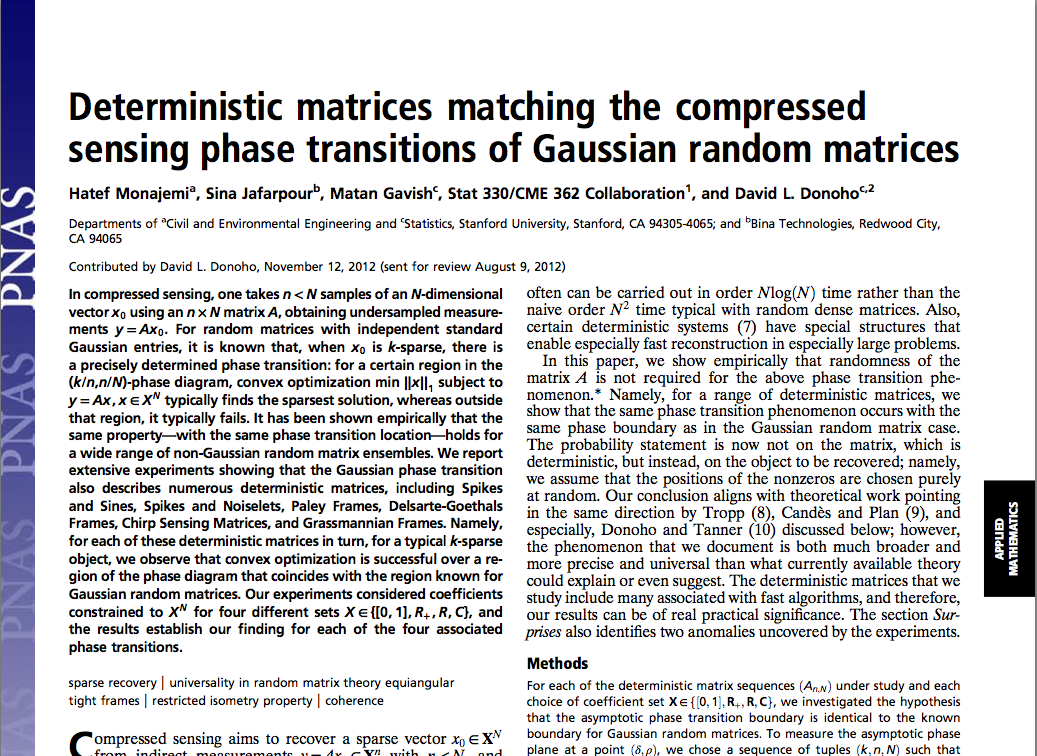 Deterministic matrices matching the compressed
sensing phase transitions of Gaussian random matrices
Hatef Monajemiᵃ, Sina Jafarpourᵇ, Matan Gavishᶜ, Stat 330/CME 362 Collaboration¹, and David L. Donohoᶜ,²
Departments of ᵃCivil and Environmental Engineering and ᶜStatistics, Stanford University, Stanford, CA 94305-4065; and ᵇBina Technologies, Redwood City,
CA 94065
Contributed by David L. Donoho, November 12, 2012 (sent for review August 9, 2012)
In compressed sensing, one takes n < N samples of an N-dimensional
vector x₀ using an n × N matrix A, obtaining undersampled measure-
ments y = Ax₀. For random matrices with independent standard
Gaussian entries, it is known that, when x₀ is k-sparse, there is
a precisely determined phase transition: for a certain region in the
(k/n,n/N)-phase diagram, convex optimization min ||x||₁ subject to
y = Ax, x ∈ Xᴺ typically finds the sparsest solution, whereas outside
that region, it typically fails. It has been shown empirically that the
same property—with the same phase transition location—holds for
a wide range of non-Gaussian random matrix ensembles. We report
extensive experiments showing that the Gaussian phase transition
also describes numerous deterministic matrices, including Spikes
and Sines, Spikes and Noiselets, Paley Frames, Delsarte-Goethals
Frames, Chirp Sensing Matrices, and Grassmannian Frames. Namely,
for each of these deterministic matrices in turn, for a typical k-sparse
object, we observe that convex optimization is successful over a re-
gion of the phase diagram that coincides with the region known for
Gaussian random matrices. Our experiments considered coefficients
constrained to Xᴺ for four different sets X ∈ {[0, 1], R₊, R, C}, and
the results establish our finding for each of the four associated
phase transitions.
sparse recovery | universality in random matrix theory equiangular
tight frames | restricted isometry property | coherence
Compressed sensing aims to recover a sparse vector x₀ ∈ Xᴺ
from indirect measurements y = Ax₀ ∈ Xⁿ with n < N, and
often can be carried out in order Nlog(N) time rather than the
naive order N² time typical with random dense matrices. Also,
certain deterministic systems (7) have special structures that
enable especially fast reconstruction in especially large problems.
In this paper, we show empirically that randomness of the
matrix A is not required for the above phase transition phe-
nomenon.* Namely, for a range of deterministic matrices, we
show that the same phase transition phenomenon occurs with the
same phase boundary as in the Gaussian random matrix case.
The probability statement is now not on the matrix, which is
deterministic, but instead, on the object to be recovered; namely,
we assume that the positions of the nonzeros are chosen purely
at random. Our conclusion aligns with theoretical work pointing
in the same direction by Tropp (8), Candès and Plan (9), and
especially, Donoho and Tanner (10) discussed below; however,
the phenomenon that we document is both much broader and
more precise and universal than what currently available theory
could explain or even suggest. The deterministic matrices that we
study include many associated with fast algorithms, and therefore,
our results can be of real practical significance. The section Sur-
prises also identifies two anomalies uncovered by the experiments.
Methods
For each of the deterministic matrix sequences (Aₙ,N) under study and each
choice of coefficient set X ∈ {[0, 1], R₊, R, C}, we investigated the hypothesis
that the asymptotic phase transition boundary is identical to the known
boundary for Gaussian random matrices. To measure the asymptotic phase
plane at a point (δ, ρ), we chose a sequence of tuples (k, n, N) such that
APPLIED
MATHEMATICS
PNAS
PNAS
PNAS
PNAS